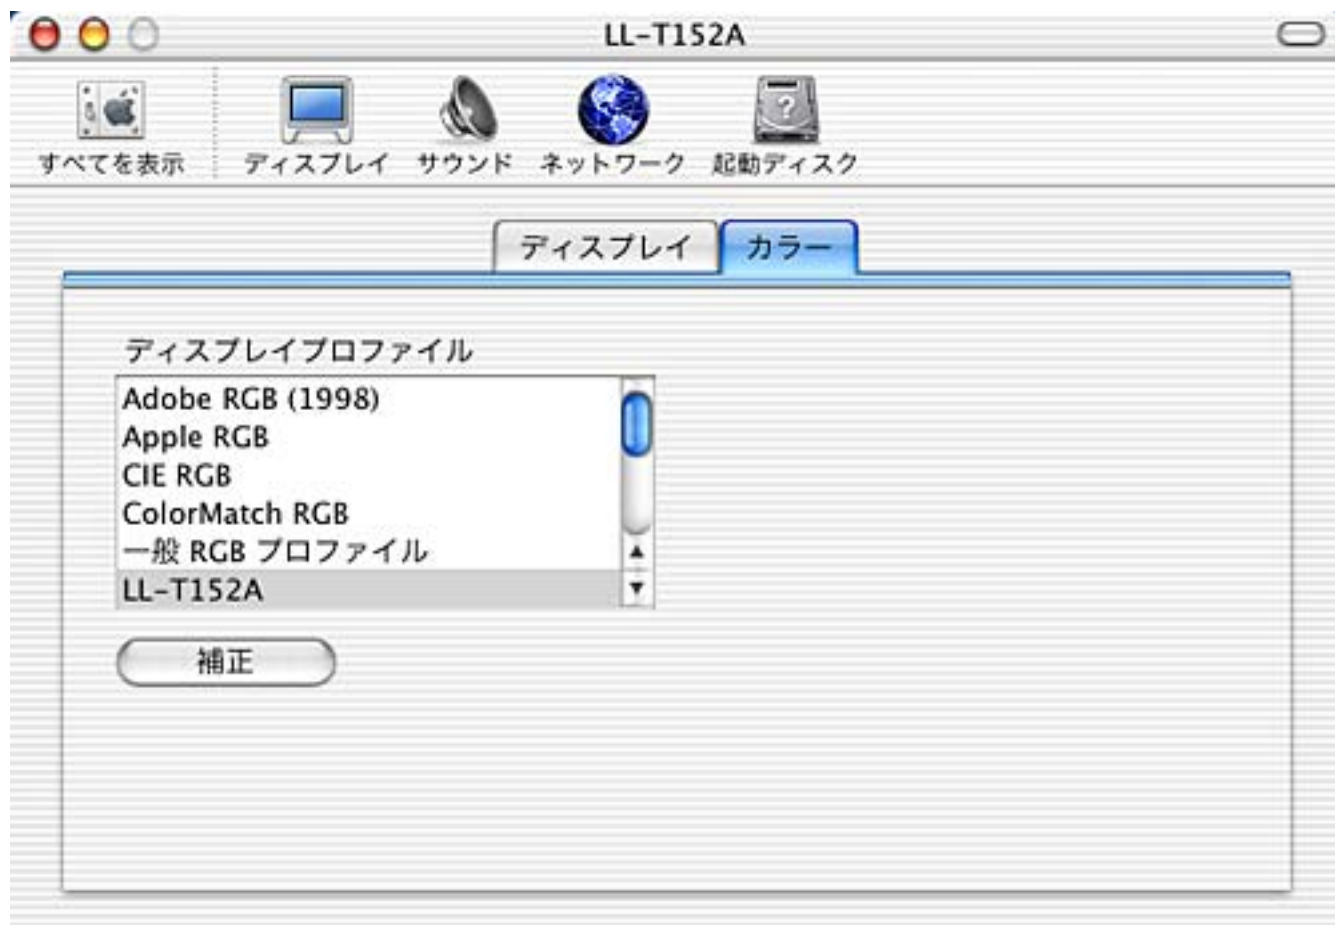 LL-T152A
すべてを表示 ディスプレイ サウンド ネットワーク 起動ディスク
ディスプレイ カラー
ディスプレイプロファイル
Adobe RGB (1998)
Apple RGB
CIE RGB
ColorMatch RGB
一般 RGB プロファイル
LL-T152A
補正